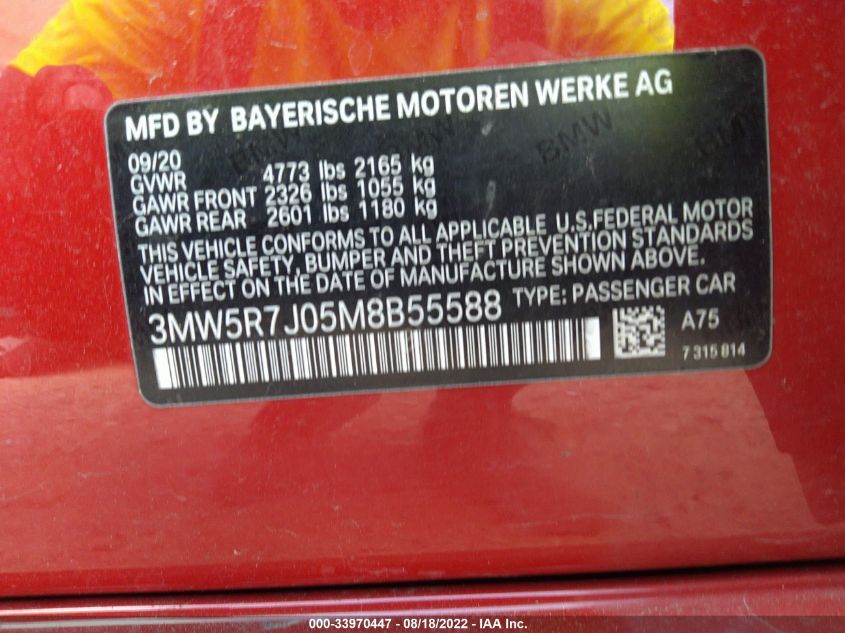 MFD BY BAYERISCHE MOTOREN WERKE AG
09/20
GVWR 4773 lbs 2165 kg
GAWR FRONT 2326 lbs 1055 kg
GAWR REAR 2601 lbs 1180 kg
THIS VEHICLE CONFORMS TO ALL APPLICABLE U.S.FEDERAL MOTOR
VEHICLE SAFETY, BUMPER AND THEFT PREVENTION STANDARDS
IN EFFECT ON THE DATE OF MANUFACTURE SHOWN ABOVE.
3MW5R7J05M8B55588 TYPE: PASSENGER CAR
A75
7 315 814
BMW
BMW
BMW
000-33970447 - 08/18/2022 - IAA Inc.